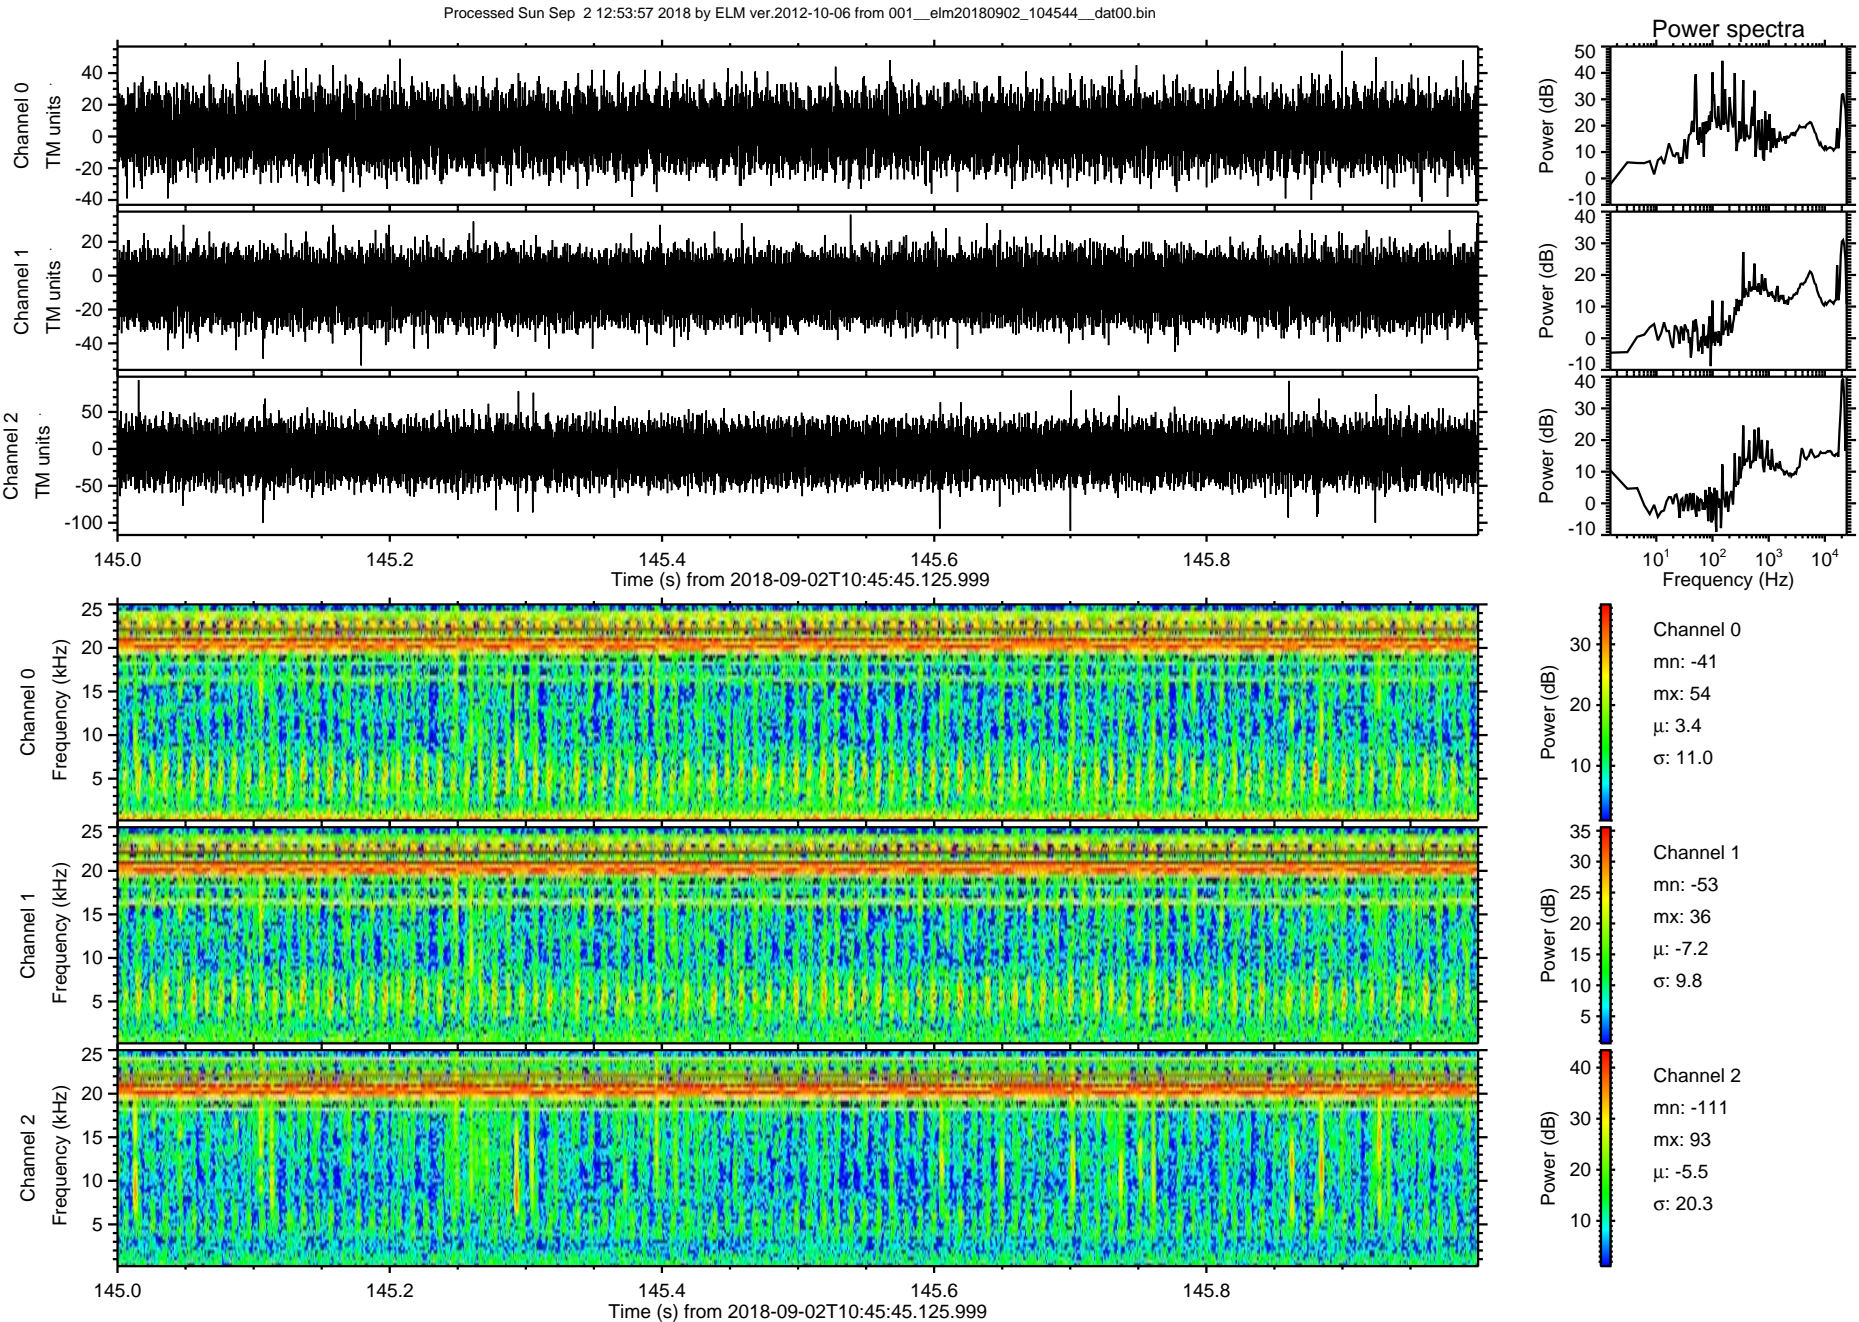 Processed Sun Sep  2 12:53:57 2018 by ELM ver.2012-10-06 from 001__elm20180902_104544__dat00.bin
Power spectra
Channel 0
TM units
40
20
0
-20
-40
Power (dB)
50
40
30
20
10
0
-10
Channel 1
TM units
20
0
-20
-40
Power (dB)
40
30
20
10
0
-10
Channel 2
TM units
50
0
-50
-100
Power (dB)
40
30
20
10
0
-10
145.0 145.2 145.4 145.6 145.8
Time (s) from 2018-09-02T10:45:45.125.999
10^1 10^2 10^3 10^4
Frequency (Hz)
Channel 0
Frequency (kHz)
25
20
15
10
5
Power (dB)
30
20
10
Channel 0
mn: -41
mx: 54
μ: 3.4
σ: 11.0
Channel 1
Frequency (kHz)
25
20
15
10
5
Power (dB)
35
30
25
20
15
10
5
Channel 1
mn: -53
mx: 36
μ: -7.2
σ: 9.8
Channel 2
Frequency (kHz)
25
20
15
10
5
Power (dB)
40
30
20
10
Channel 2
mn: -111
mx: 93
μ: -5.5
σ: 20.3
145.0 145.2 145.4 145.6 145.8
Time (s) from 2018-09-02T10:45:45.125.999